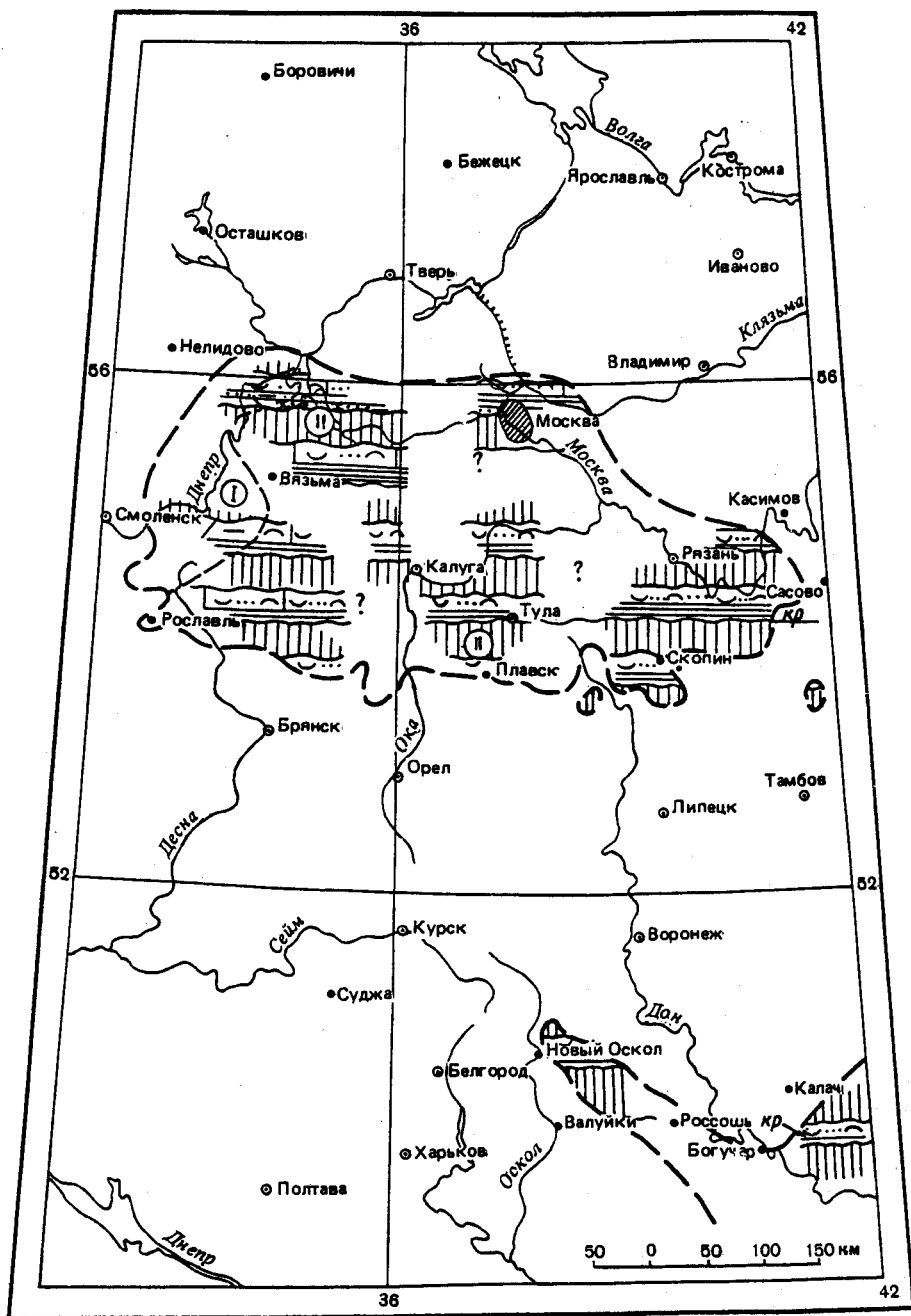 36
42
Боровичи
Волга
Бежецк
Ярославль
Кострома
Осташков
Тверь
Иваново
Клязьма
Нелидово
Владимир
56
56
II
Москва
?
Москва
Днепр
Вязьма
I
Касимов
Смоленск
Рязань
Калуга
?
Сасово
?
Рославль
Тула
кр
II
Скопин
Плавск
Брянск
Ока
Орел
Тамбов
Липецк
Десна
52
52
Сейм
Курск
Воронеж
Суджа
Дон
Новый Оскол
Белгород
Калач
Валуйки
Россошь
кр
Богучар
Харьков
Оскол
Полтава
Днепр
50 0 50 100 150 км
36
42